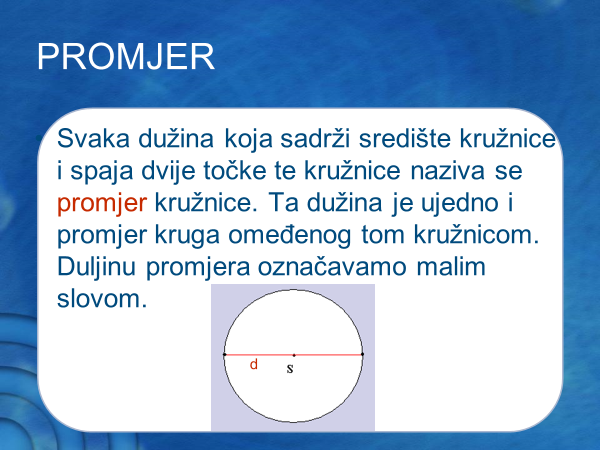 PROMJER
Svaka dužina koja sadrži središte kružnice
i spaja dvije točke te kružnice naziva se
promjer kružnice. Ta dužina je ujedno i
promjer kruga omeđenog tom kružnicom.
Duljinu promjera označavamo malim
slovom.
d
s